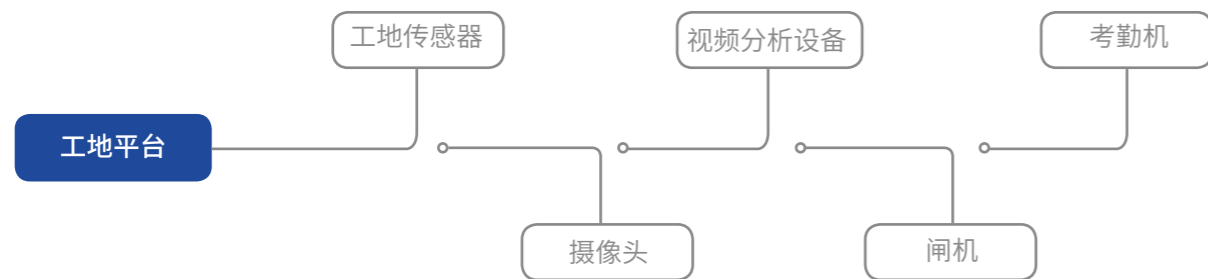 工地传感器
视频分析设备
考勤机
工地平台
摄像头
闸机